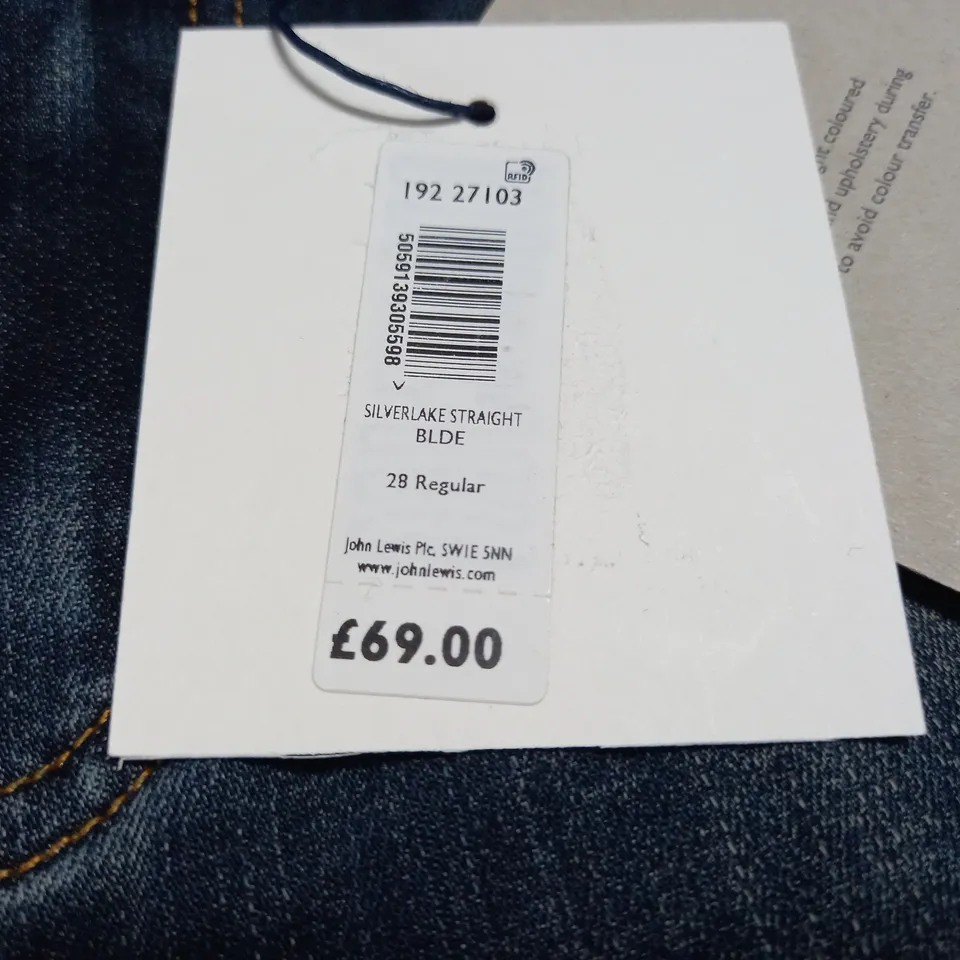 RFID
192 27103
5059139305598 >
SILVERLAKE STRAIGHT
BLDE
28 Regular
John Lewis Plc, SW1E 5NN
www.johnlewis.com
£69.00
coloured
upholstery during
to avoid colour transfer.